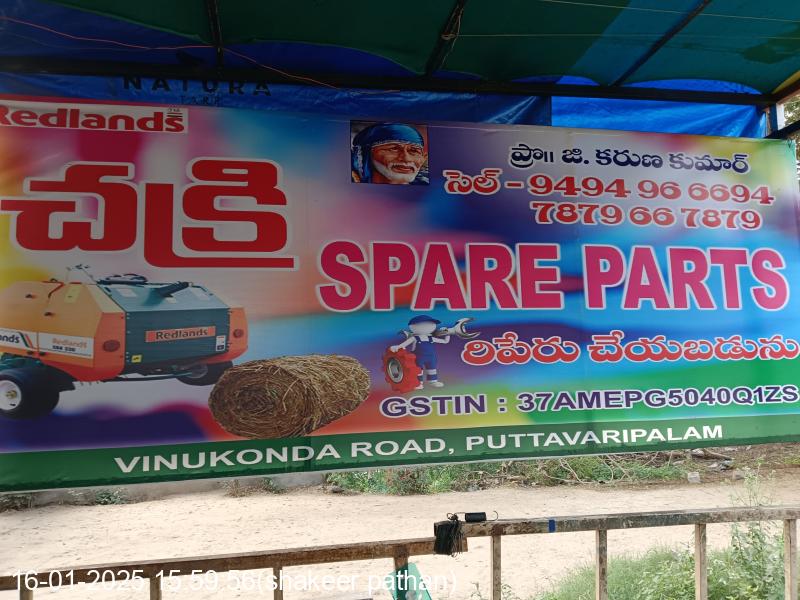 NATURA
Redlands
ప్రొ॥ జి. కరుణ కుమార్
సెల్ - 9494 96 6694
7879 66 7879
చక్రి
SPARE PARTS
Redlands
రిపేరు చేయబడును
GSTIN : 37AMEPG5040Q1ZS
VINUKONDA ROAD, PUTTAVARIPALAM
16-01-2025 15:59:56(shakeer pathan)